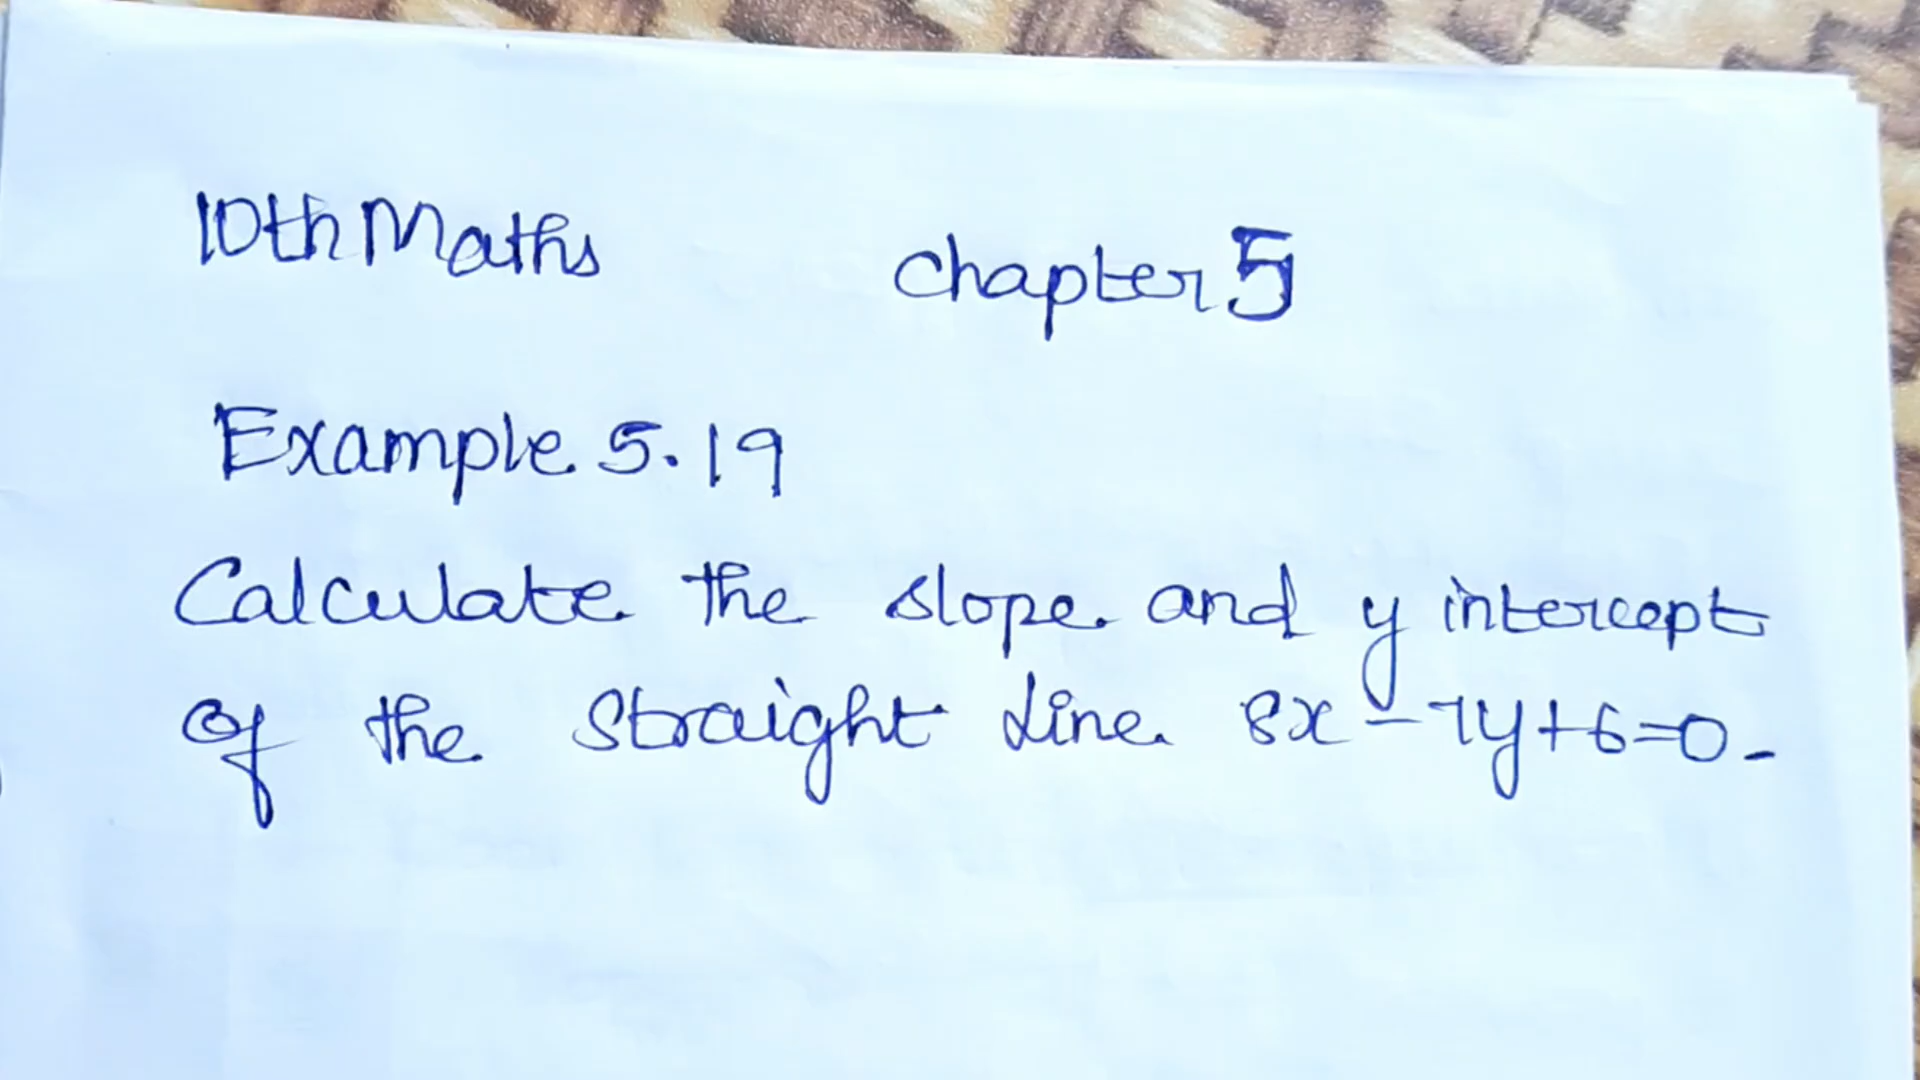 10th Maths chapter 5
Example 5.19
Calculate the slope and y intercept
of the straight line 8x-7y+6=0.